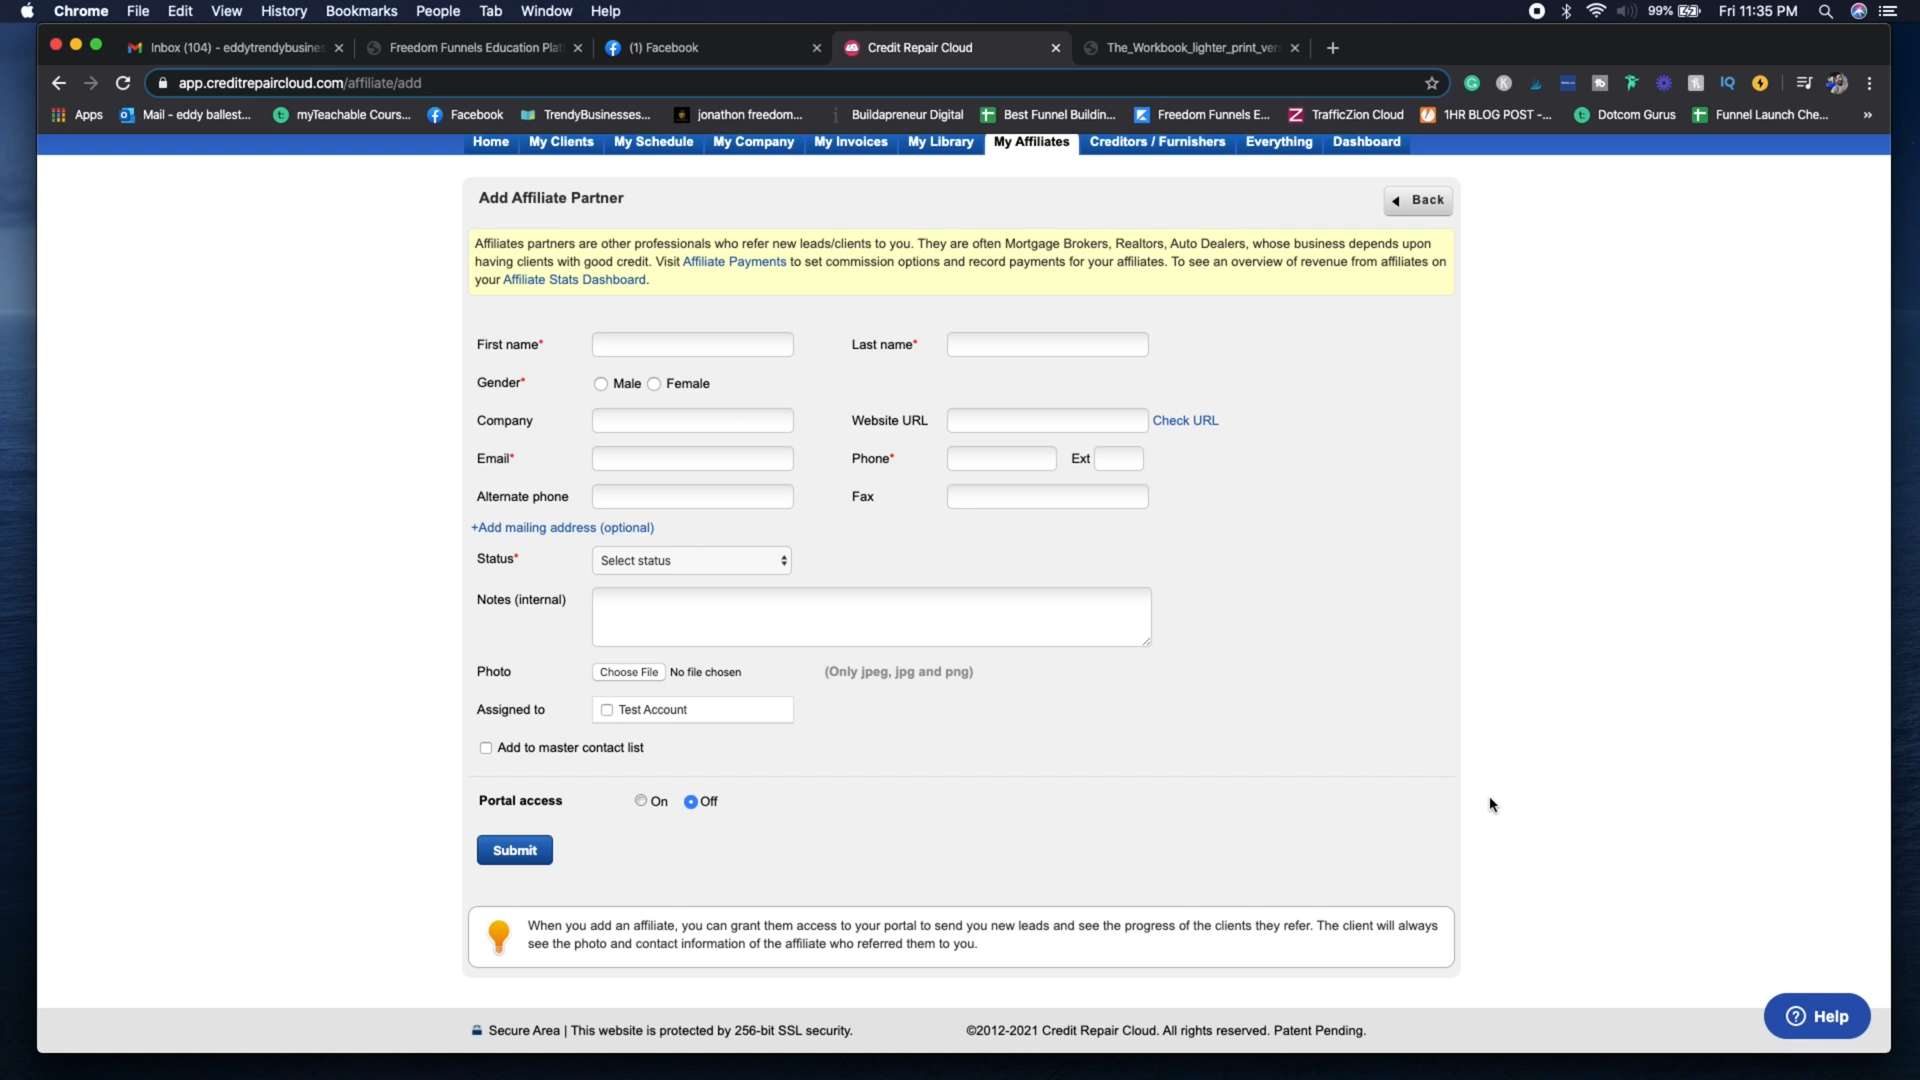 Chrome File Edit View History Bookmarks People Tab Window Help 99% Fri 11:35 PM
Inbox (104) - eddytrendybusines Freedom Funnels Education Plat (1) Facebook Credit Repair Cloud The_Workbook_lighter_print_ver
app.creditrepaircloud.com/affiliate/add
Apps Mail - eddy ballest... myTeachable Cours... Facebook TrendyBusinesses... jonathon freedom... Buildapreneur Digital Best Funnel Buildin... Freedom Funnels E... TrafficZion Cloud 1HR BLOG POST -... Dotcom Gurus Funnel Launch Che... »
Home My Clients My Schedule My Company My Invoices My Library My Affiliates Creditors / Furnishers Everything Dashboard
Add Affiliate Partner Back
Affiliates partners are other professionals who refer new leads/clients to you. They are often Mortgage Brokers, Realtors, Auto Dealers, whose business depends upon
having clients with good credit. Visit Affiliate Payments to set commission options and record payments for your affiliates. To see an overview of revenue from affiliates on
your Affiliate Stats Dashboard.
First name* Last name*
Gender* Male Female
Company Website URL Check URL
Email* Phone* Ext
Alternate phone Fax
+Add mailing address (optional)
Status* Select status
Notes (internal)
Photo Choose File No file chosen (Only jpeg, jpg and png)
Assigned to Test Account
Add to master contact list
Portal access On Off
Submit
When you add an affiliate, you can grant them access to your portal to send you new leads and see the progress of the clients they refer. The client will always
see the photo and contact information of the affiliate who referred them to you.
Help
Secure Area | This website is protected by 256-bit SSL security. ©2012-2021 Credit Repair Cloud. All rights reserved. Patent Pending.